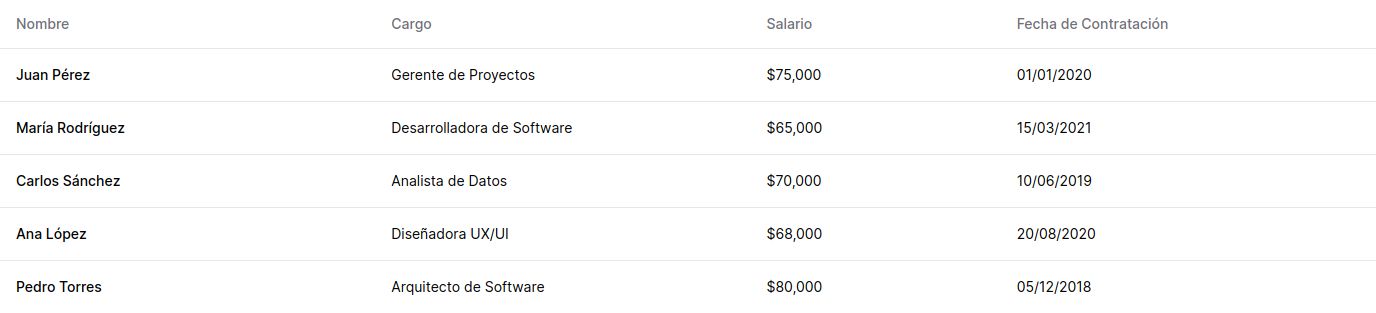 Nombre Cargo Salario Fecha de Contratación
Juan Pérez Gerente de Proyectos $75,000 01/01/2020
María Rodríguez Desarrolladora de Software $65,000 15/03/2021
Carlos Sánchez Analista de Datos $70,000 10/06/2019
Ana López Diseñadora UX/UI $68,000 20/08/2020
Pedro Torres Arquitecto de Software $80,000 05/12/2018